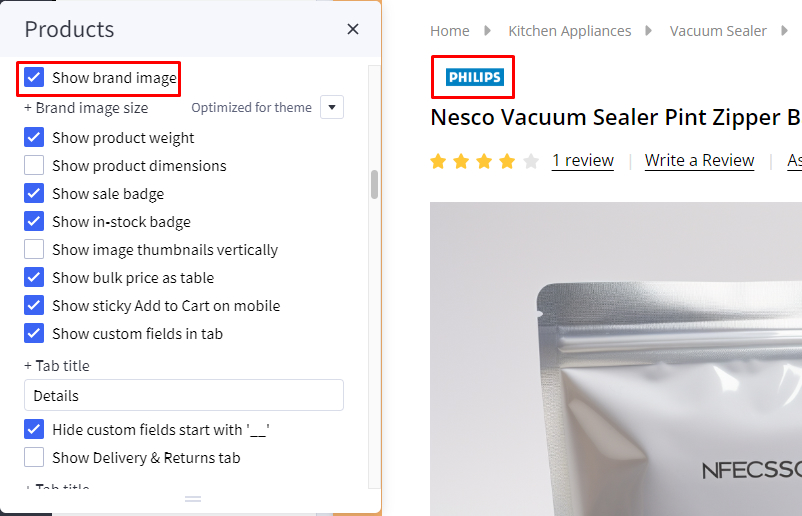 Products
Show brand image
+ Brand image size Optimized for theme
Show product weight
Show product dimensions
Show sale badge
Show in-stock badge
Show image thumbnails vertically
Show bulk price as table
Show sticky Add to Cart on mobile
Show custom fields in tab
+ Tab title
Details
Hide custom fields start with '__'
Show Delivery & Returns tab
+ Tab title
Home Kitchen Appliances Vacuum Sealer
PHILIPS
Nesco Vacuum Sealer Pint Zipper B
1 review | Write a Review | As
NFECSSO